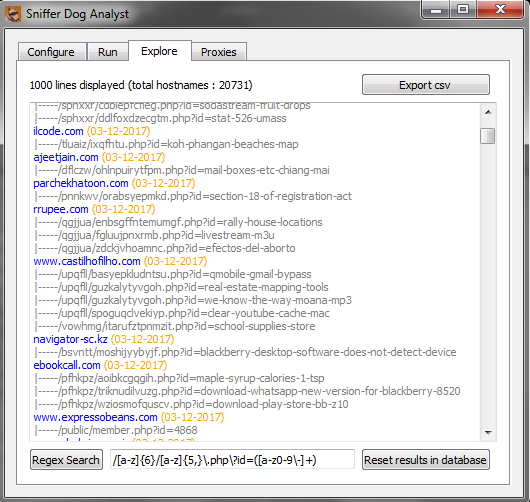 Sniffer Dog Analyst
Configure Run Explore Proxies
1000 lines displayed (total hostnames : 20731) Export csv
|-----/sphxxr/cdblepfcfieg.php?id=sodastream-fruit-drops
|-----/sphxxr/ddlfoxdzecgtm.php?id=stat-526-umass
ilcode.com (03-12-2017)
|-----/tluaiz/ixqfhtu.php?id=koh-phangan-beaches-map
ajeetjain.com (03-12-2017)
|-----/dflczw/ohlnpuirytfpm.php?id=mail-boxes-etc-chiang-mai
parchekhatoon.com (03-12-2017)
|-----/pnnkwv/orabsyepmkd.php?id=section-18-of-registration-act
rrupee.com (03-12-2017)
|-----/qgjjua/enbsgffntemumgf.php?id=rally-house-locations
|-----/qgjjua/fgluujpnxrmb.php?id=livestream-m3u
|-----/qgjjua/zdckjvhoamnc.php?id=efectos-del-aborto
www.castilhofilho.com (03-12-2017)
|-----/upqfll/basyepkludntsu.php?id=qmobile-gmail-bypass
|-----/upqfll/guzkalytyvgoh.php?id=real-estate-mapping-tools
|-----/upqfll/guzkalytyvgoh.php?id=we-know-the-way-moana-mp3
|-----/upqfll/spoguqclvekiyp.php?id=clear-youtube-cache-mac
|-----/vowhmg/itarufztpnmzit.php?id=school-supplies-store
navigator-sc.kz (03-12-2017)
|-----/bsvntt/moshijyybyjf.php?id=blackberry-desktop-software-does-not-detect-device
ebookcall.com (03-12-2017)
|-----/pfhkpz/aoibkcgqgih.php?id=maple-syrup-calories-1-tsp
|-----/pfhkpz/triknudilvuzg.php?id=download-whatsapp-new-version-for-blackberry-8520
|-----/pfhkpz/wziosmofquscv.php?id=download-play-store-bb-z10
www.expressobeans.com (03-12-2017)
|-----/public/member.php?id=4868
Regex Search /[a-z]{6}/[a-z]{5,}\.php\?id=([a-z0-9\-]+) Reset results in database